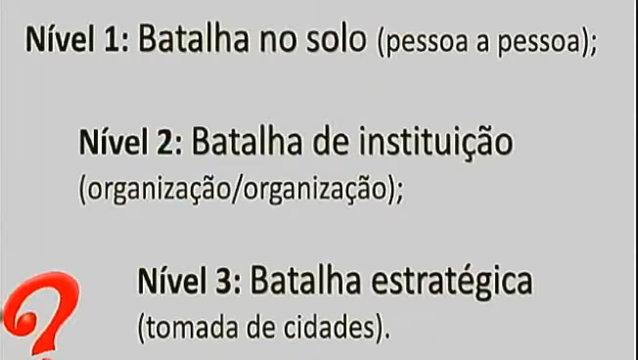 Nível 1: Batalha no solo (pessoa a pessoa);
Nível 2: Batalha de instituição
(organização/organização);
Nível 3: Batalha estratégica
(tomada de cidades).